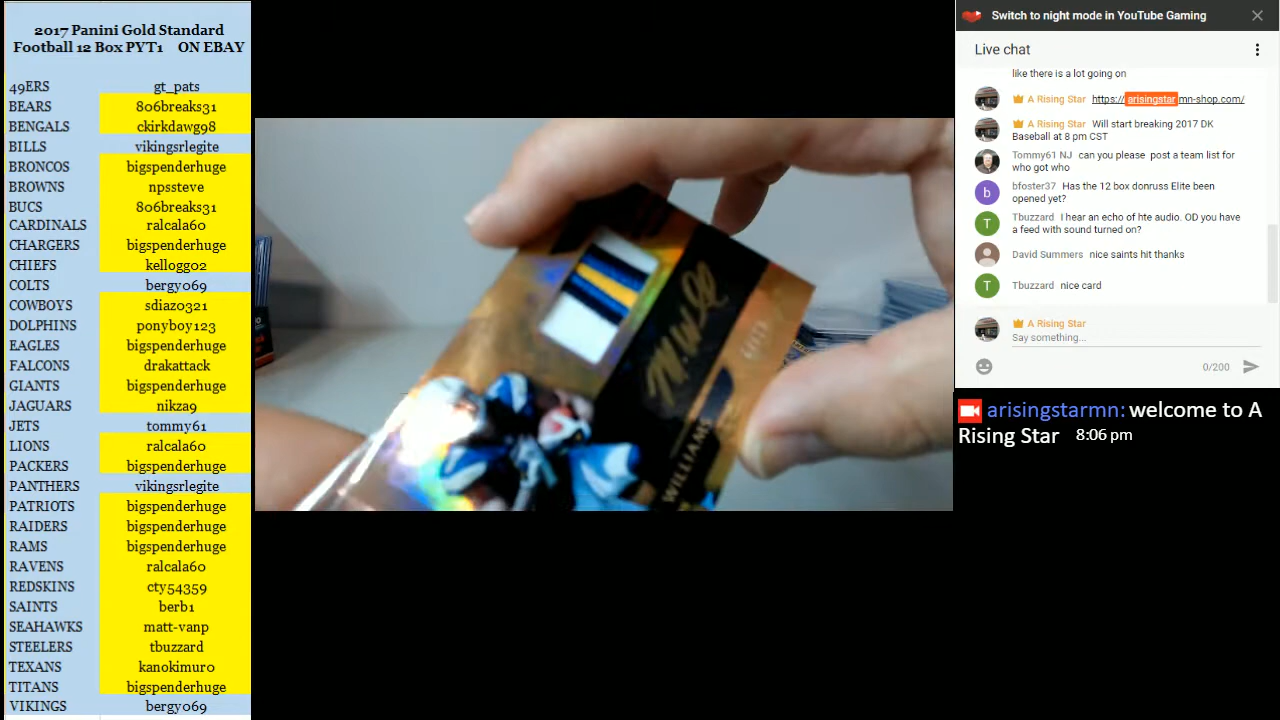 2017 Panini Gold Standard
Football 12 Box PYT1 ON EBAY
49ERS gt_pats
BEARS 806breaks31
BENGALS ckirkdawg98
BILLS vikingsrlegite
BRONCOS bigspenderhuge
BROWNS npssteve
BUCS 806breaks31
CARDINALS ralcala60
CHARGERS bigspenderhuge
CHIEFS kellogg02
COLTS bergy069
COWBOYS sdiaz0321
DOLPHINS ponyboy123
EAGLES bigspenderhuge
FALCONS drakattack
GIANTS bigspenderhuge
JAGUARS nikza9
JETS tommy61
LIONS ralcala60
PACKERS bigspenderhuge
PANTHERS vikingsrlegite
PATRIOTS bigspenderhuge
RAIDERS bigspenderhuge
RAMS bigspenderhuge
RAVENS ralcala60
REDSKINS cty54359
SAINTS berb1
SEAHAWKS matt-vanp
STEELERS tbuzzard
TEXANS kanokimuro
TITANS bigspenderhuge
VIKINGS bergy069
WILLIAMS
Switch to night mode in YouTube Gaming
Live chat
like there is a lot going on
A Rising Star https://arisingstarmn-shop.com/
A Rising Star Will start breaking 2017 DK
Baseball at 8 pm CST
Tommy61 NJ can you please post a team list for
who got who
b bfoster37 Has the 12 box donruss Elite been
opened yet?
T Tbuzzard I hear an echo of hte audio. OD you have
a feed with sound turned on?
David Summers nice saints hit thanks
T Tbuzzard nice card
A Rising Star
Say something...
0/200
arisingstarmn: welcome to A
Rising Star 8:06 pm